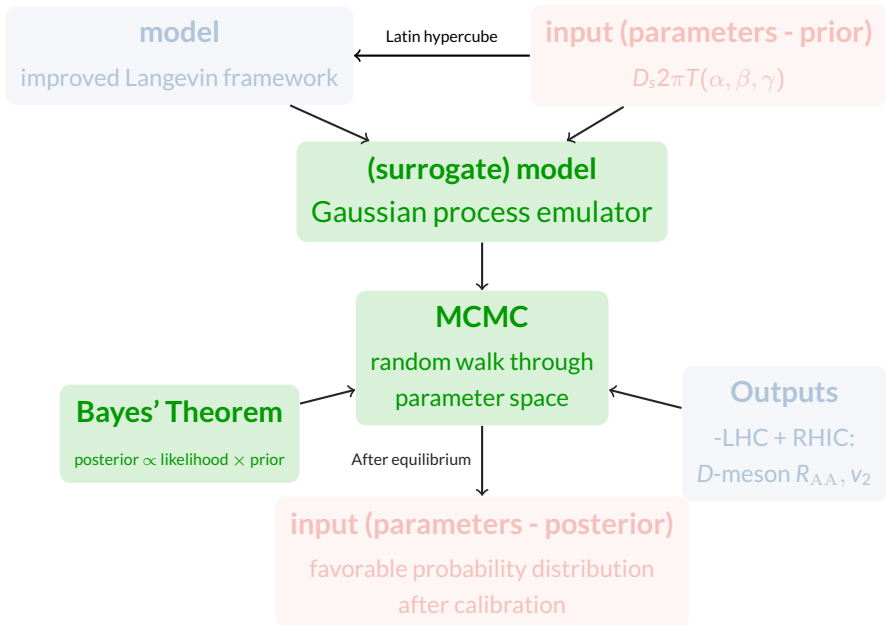 model
improved Langevin framework
Latin hypercube
input (parameters - prior)
Dₛ2πT(α, β, γ)
(surrogate) model
Gaussian process emulator
MCMC
random walk through
parameter space
Bayes’ Theorem
posterior ∝ likelihood × prior
Outputs
-LHC + RHIC:
D-meson R_AA, v₂
After equilibrium
input (parameters - posterior)
favorable probability distribution
after calibration